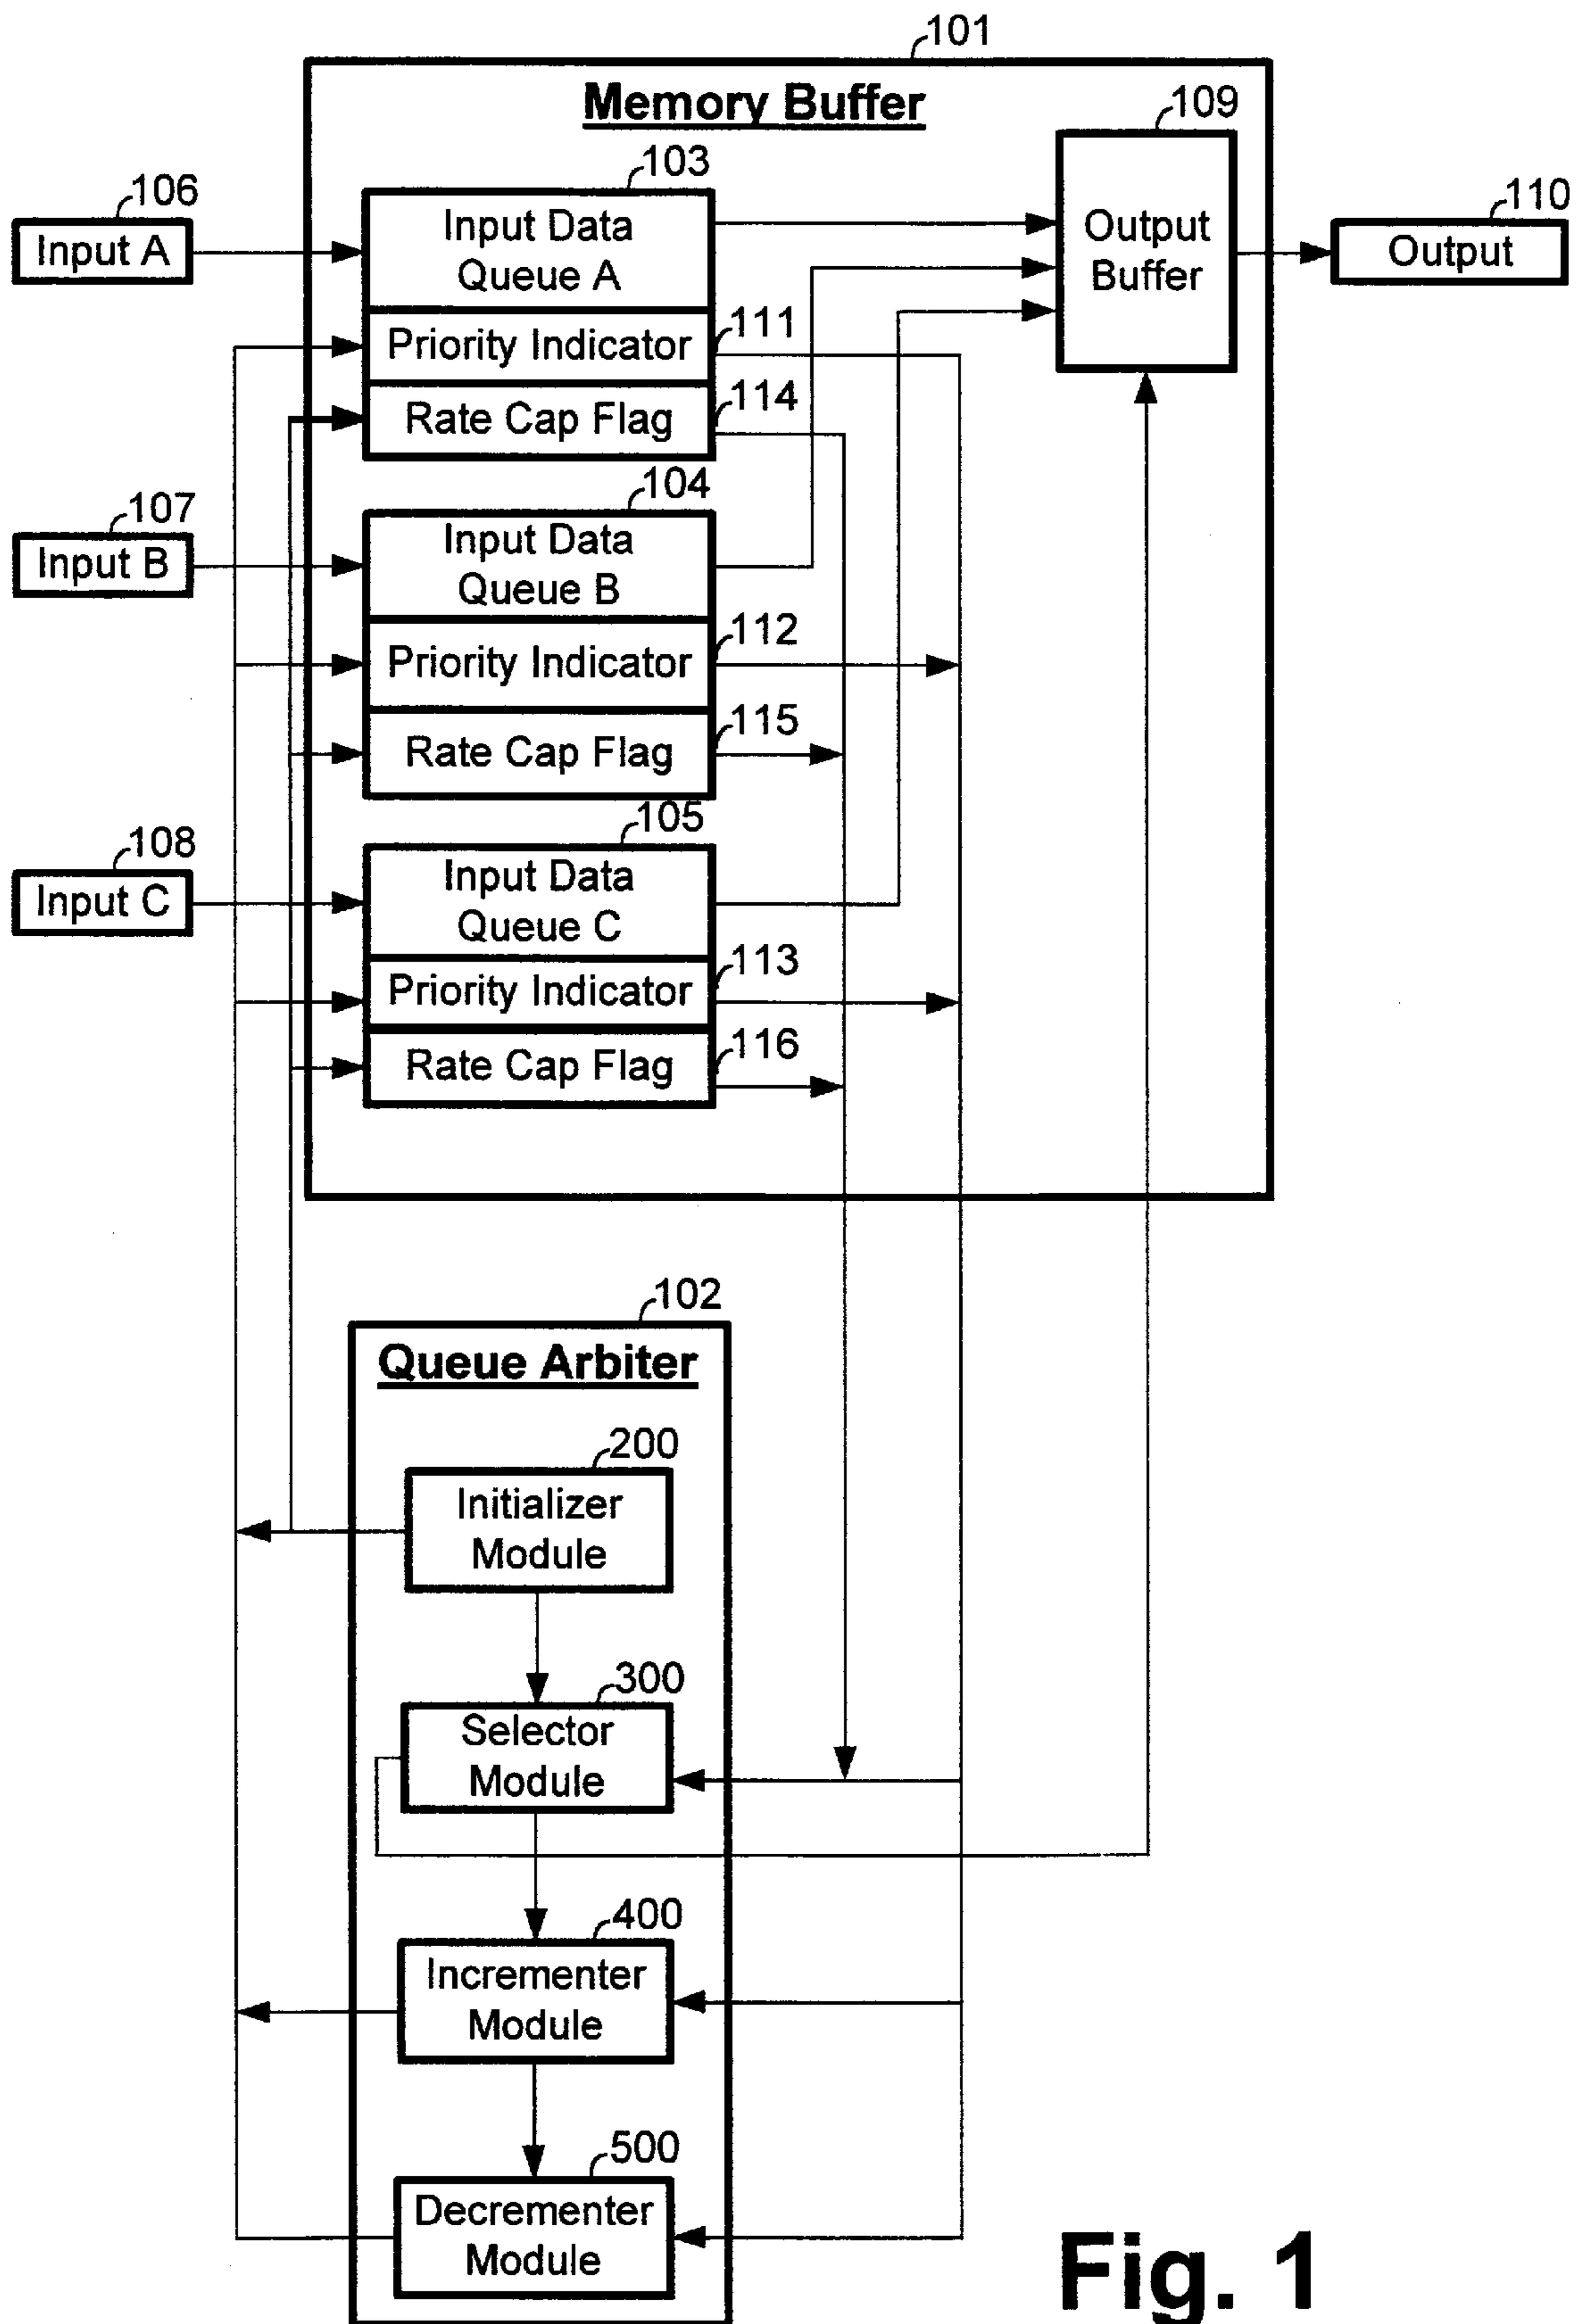 101
Memory Buffer
109
103
106
Input A
Input Data
Queue A
Output
Buffer
110
Output
Priority Indicator
111
Rate Cap Flag
114
104
107
Input B
Input Data
Queue B
Priority Indicator
112
Rate Cap Flag
115
105
108
Input C
Input Data
Queue C
Priority Indicator
113
Rate Cap Flag
116
102
Queue Arbiter
200
Initializer
Module
300
Selector
Module
400
Incrementer
Module
500
Decrementer
Module
Fig. 1